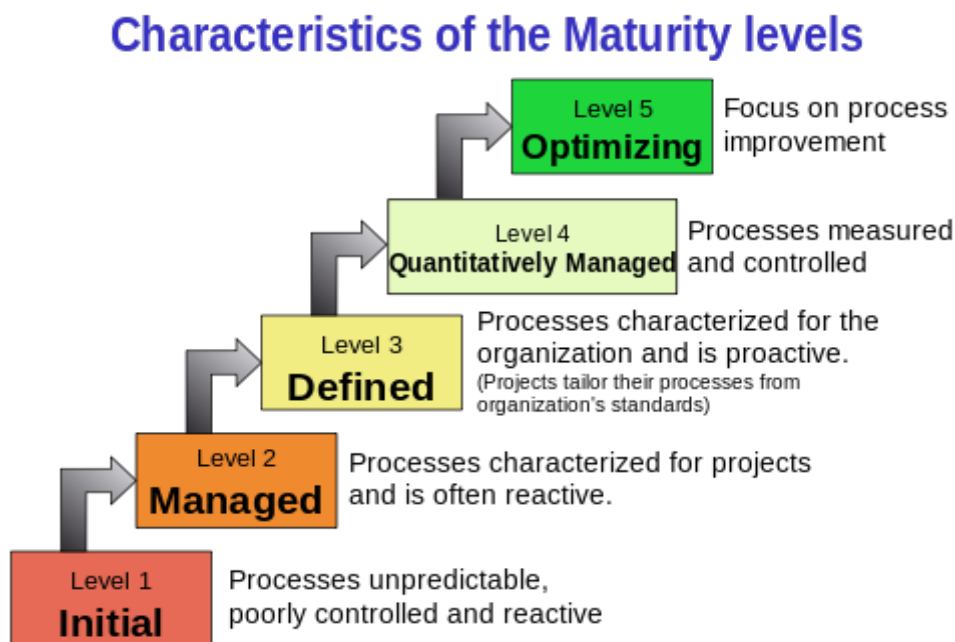 Characteristics of the Maturity levels
Level 5
Optimizing
Focus on process
improvement
Level 4
Quantitatively Managed
Processes measured
and controlled
Level 3
Defined
Processes characterized for the
organization and is proactive.
(Projects tailor their processes from
organization's standards)
Level 2
Managed
Processes characterized for projects
and is often reactive.
Level 1
Initial
Processes unpredictable,
poorly controlled and reactive